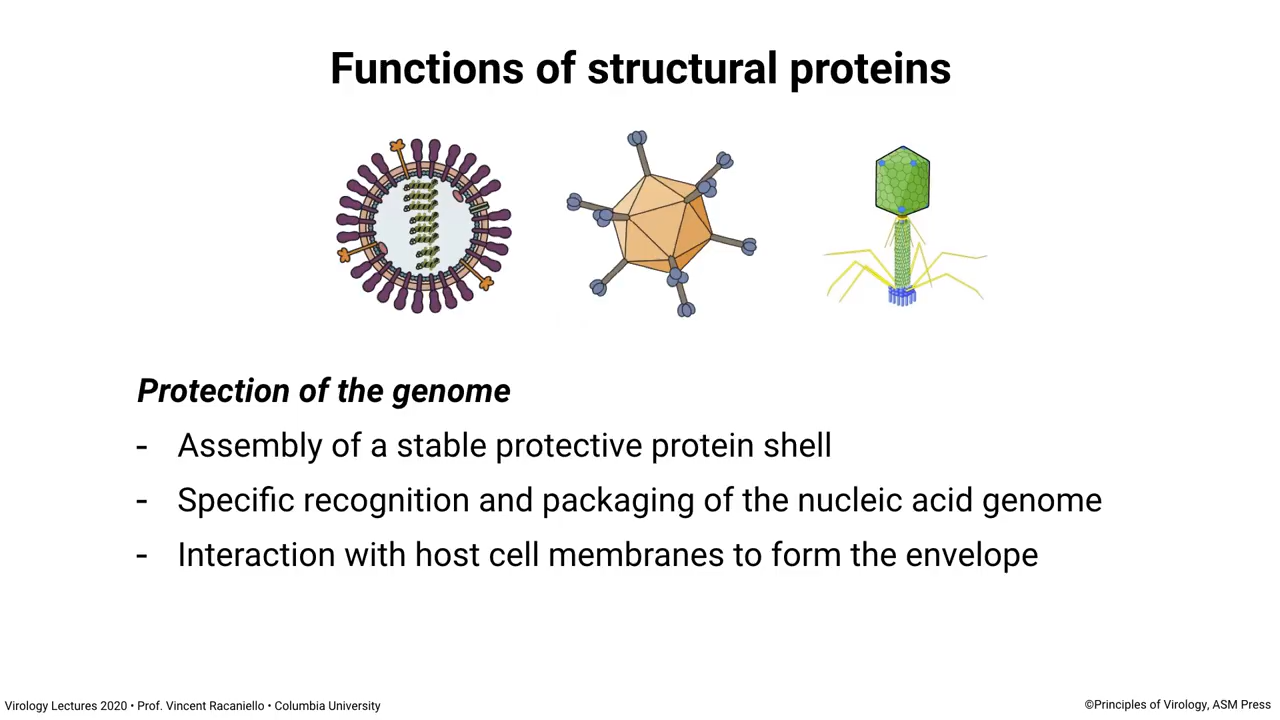 Functions of structural proteins
Protection of the genome
- Assembly of a stable protective protein shell
- Specific recognition and packaging of the nucleic acid genome
- Interaction with host cell membranes to form the envelope
Virology Lectures 2020 • Prof. Vincent Racaniello • Columbia University
©Principles of Virology, ASM Press